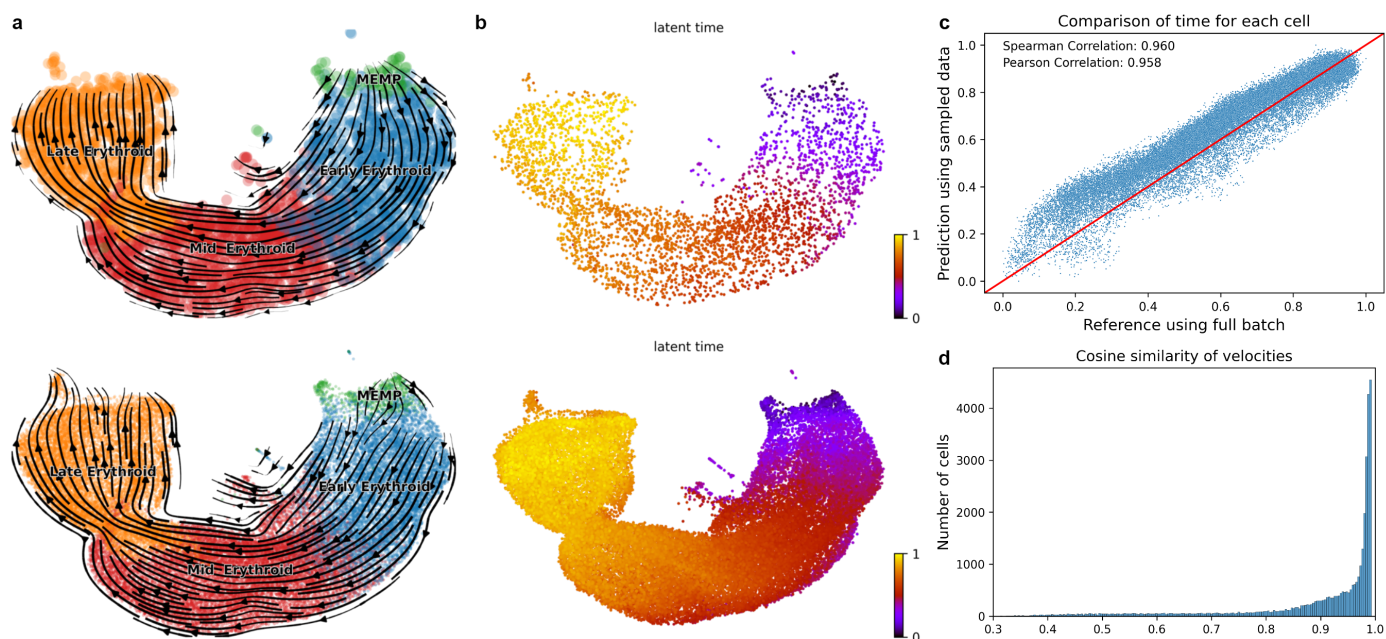 a
b
c
d
MEMP
Late Erythroid
Early Erythroid
Mid Erythroid
latent time
1
0
Comparison of time for each cell
Spearman Correlation: 0.960
Pearson Correlation: 0.958
Prediction using sampled data
1.0
0.8
0.6
0.4
0.2
0.0
0.0 0.2 0.4 0.6 0.8 1.0
Reference using full batch
MEMP
Late Erythroid
Early Erythroid
Mid Erythroid
latent time
1
0
Cosine similarity of velocities
Number of cells
4000
3000
2000
1000
0
0.3 0.4 0.5 0.6 0.7 0.8 0.9 1.0